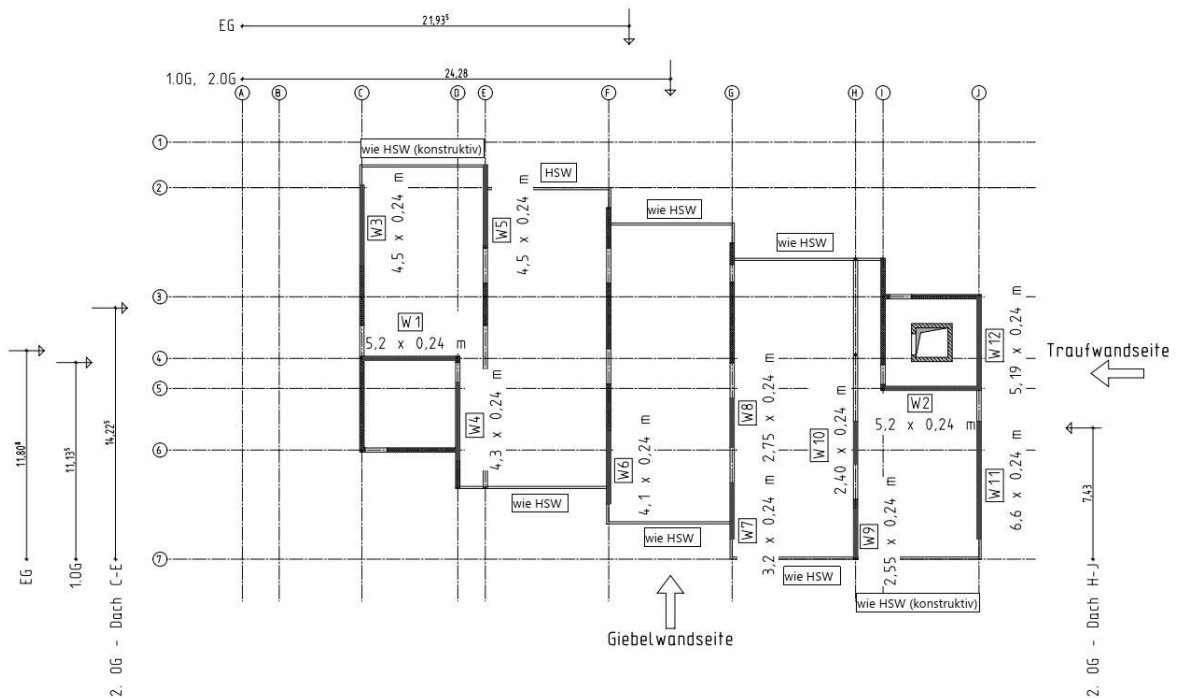 EG
21,93⁵
1.OG, 2.OG
24,28
A
B
C
D
E
F
G
H
I
J
1
wie HSW (konstruktiv)
2
HSW
W3
4,5 x 0,24 m
W5
4,5 x 0,24 m
wie HSW
wie HSW
3
W1
5,2 x 0,24 m
4
5
6
7
W4
4,3 x 0,24 m
wie HSW
W6
4,1 x 0,24 m
wie HSW
W8
2,75 x 0,24 m
W7
3,2 x 0,24 m
W10
2,40 x 0,24 m
W9
2,55 x 0,24 m
wie HSW
wie HSW (konstruktiv)
W2
5,2 x 0,24 m
W12
5,19 x 0,24 m
W11
6,6 x 0,24 m
Traufwandseite
Giebelwandseite
11,80⁸
EG
11,13⁵
1.OG
14,22⁵
2. OG - Dach C-E
7,43
2. OG - Dach H-J